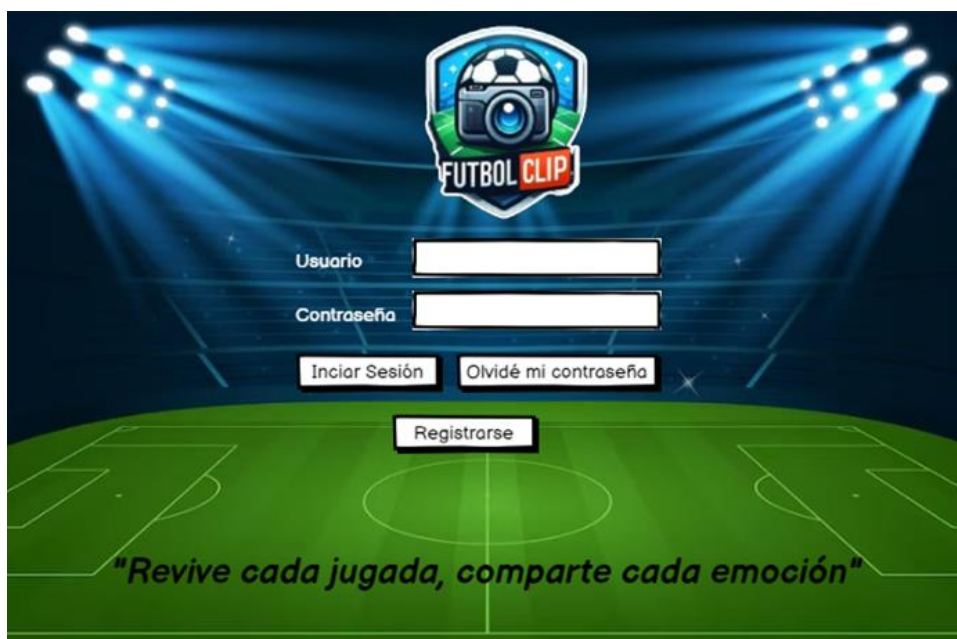 FUTBOL CLIP
Usuario
Contraseña
Inciar Sesión
Olvidé mi contraseña
Registrarse
"Revive cada jugada, comparte cada emoción"